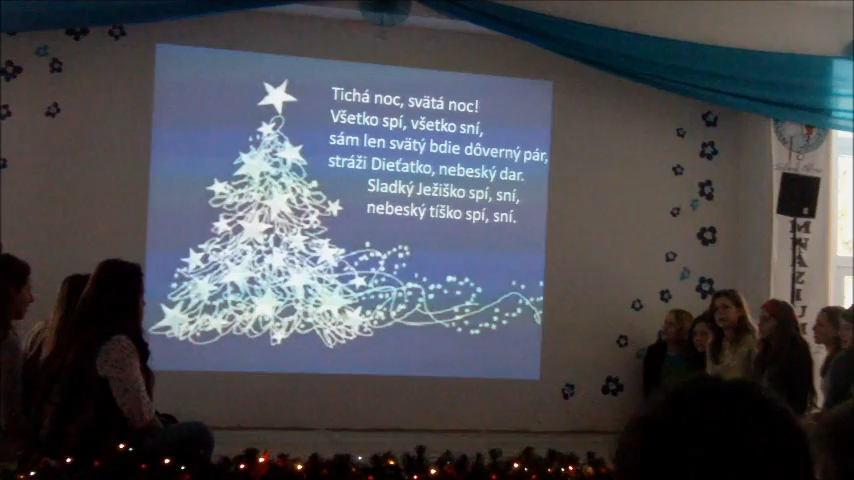 Tichá noc, svätá noc!
Všetko spí, všetko sní,
sám len svätý bdie dôverný pár,
stráži Dieťatko, nebeský dar.
Sladký Ježiško spí, sní,
nebeský tíško spí, sní.